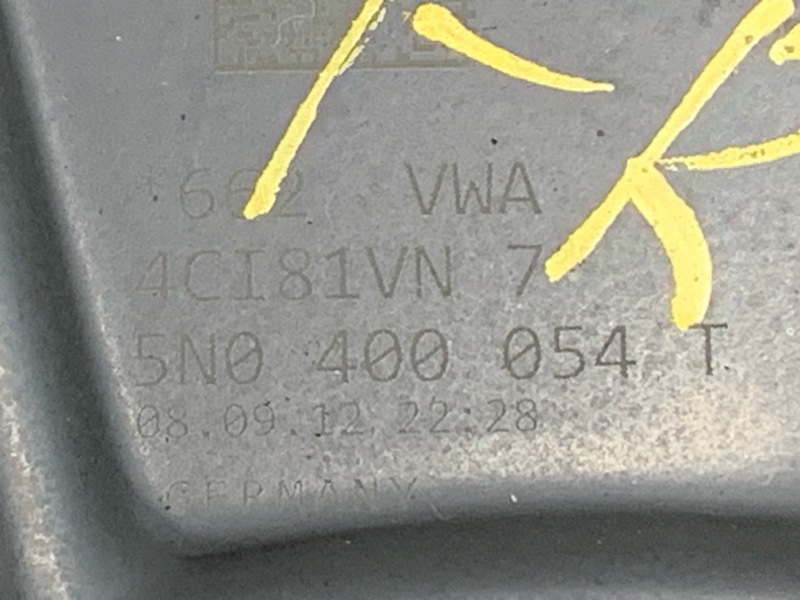 *662 VWA
4CI81VN 7*
5N0 400 054 T
08.09.12 22:28
GERMANY